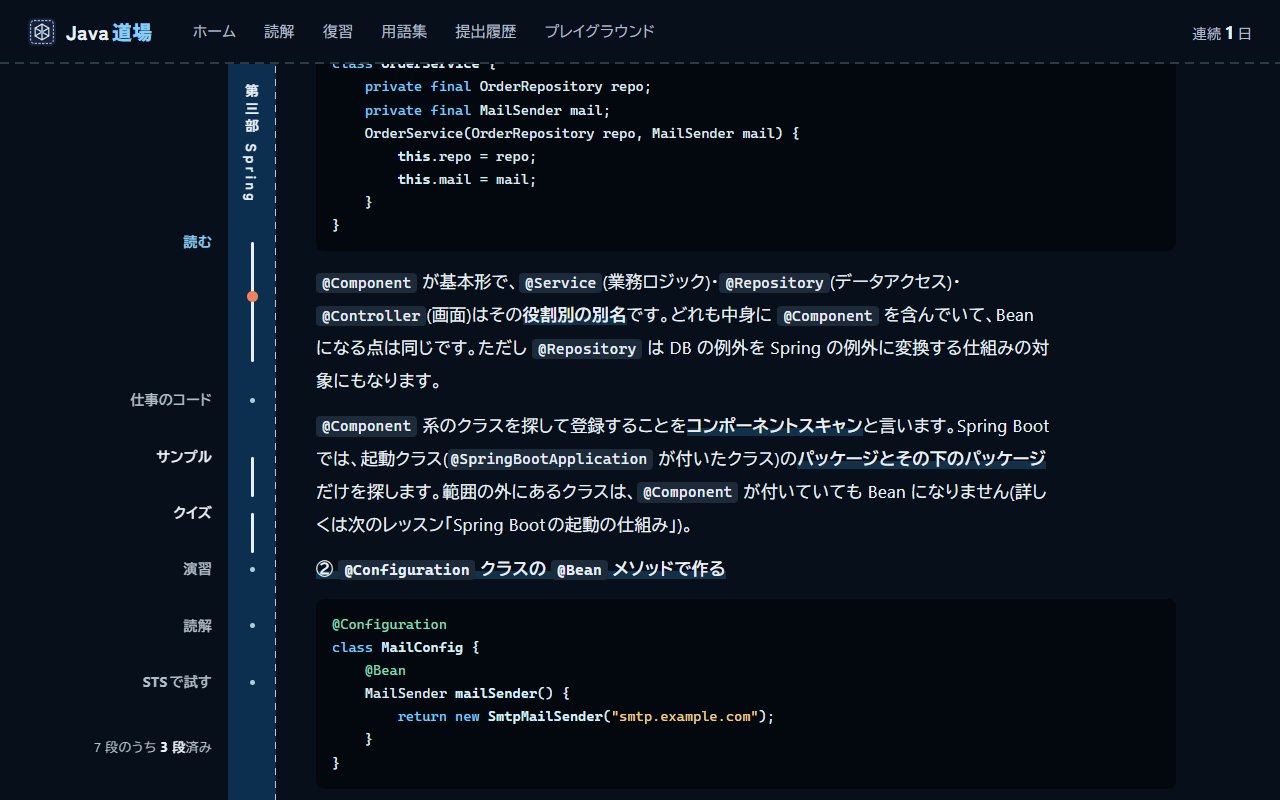 Java道場
ホーム 読解 復習 用語集 提出履歴 プレイグラウンド
連続 1 日
第三部 Spring
読む
仕事のコード
サンプル
クイズ
演習
読解
STSで試す
7 段のうち 3 段済み
class OrderService {
private final OrderRepository repo;
private final MailSender mail;
OrderService(OrderRepository repo, MailSender mail) {
this.repo = repo;
this.mail = mail;
}
}
@Component が基本形で、@Service(業務ロジック)・@Repository(データアクセス)・
@Controller(画面)はその役割別の別名です。どれも中身に @Component を含んでいて、Bean
になる点は同じです。ただし @Repository は DB の例外を Spring の例外に変換する仕組みの対
象にもなります。
@Component 系のクラスを探して登録することをコンポーネントスキャンと言います。Spring Boot
では、起動クラス(@SpringBootApplication が付いたクラス)のパッケージとその下のパッケージ
だけを探します。範囲の外にあるクラスは、@Component が付いていても Bean になりません(詳し
くは次のレッスン「Spring Bootの起動の仕組み」)。
② @Configuration クラスの @Bean メソッドで作る
@Configuration
class MailConfig {
@Bean
MailSender mailSender() {
return new SmtpMailSender("smtp.example.com");
}
}